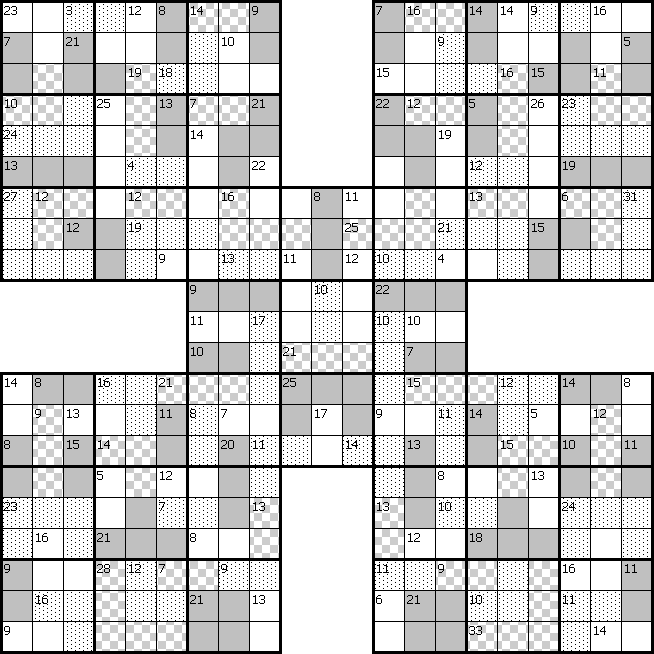 23 3 12 8 14 9 7 16 14 14 9 16
7 21 10 9 5
19 18 15 16 15 11
10 25 13 7 21 22 12 5 26 23
24 14 19
13 4 22 12 19
27 12 12 16 8 11 13 6 31
12 19 25 21 15
9 13 11 12 10 4
9 10 22
11 17 10 10
10 21 7
14 8 16 21 25 15 12 14 8
9 13 11 8 7 17 9 11 14 5 12
8 15 14 20 11 14 13 15 10 11
5 12 8 13
23 7 13 13 10 24
16 21 8 12 18
9 28 12 7 9 11 9 16 11
16 21 13 6 21 10 11
9 33 14